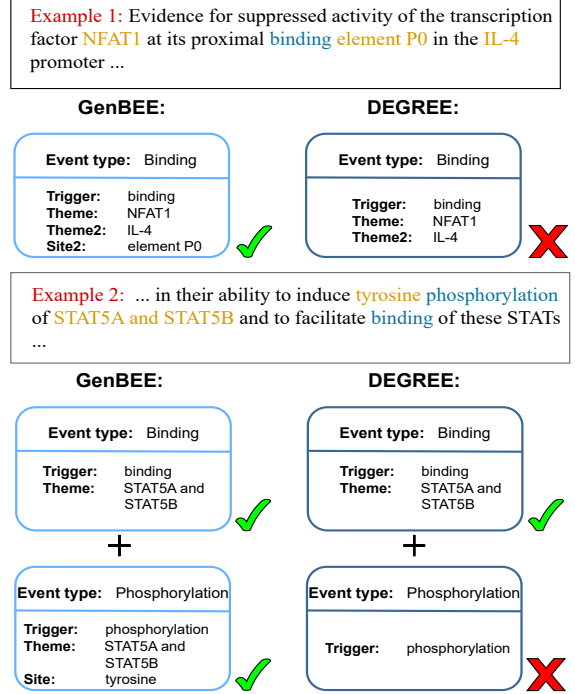 Example 1: Evidence for suppressed activity of the transcription
factor NFAT1 at its proximal binding element P0 in the IL-4
promoter ...
GenBEE:
DEGREE:
Event type: Binding
Trigger: binding
Theme: NFAT1
Theme2: IL-4
Site2: element P0
Event type: Binding
Trigger: binding
Theme: NFAT1
Theme2: IL-4
Example 2: ... in their ability to induce tyrosine phosphorylation
of STAT5A and STAT5B and to facilitate binding of these STATs
...
GenBEE:
DEGREE:
Event type: Binding
Trigger: binding
Theme: STAT5A and
STAT5B
Event type: Binding
Trigger: binding
Theme: STAT5A and
STAT5B
+
+
Event type: Phosphorylation
Trigger: phosphorylation
Theme: STAT5A and
STAT5B
Site: tyrosine
Event type: Phosphorylation
Trigger: phosphorylation